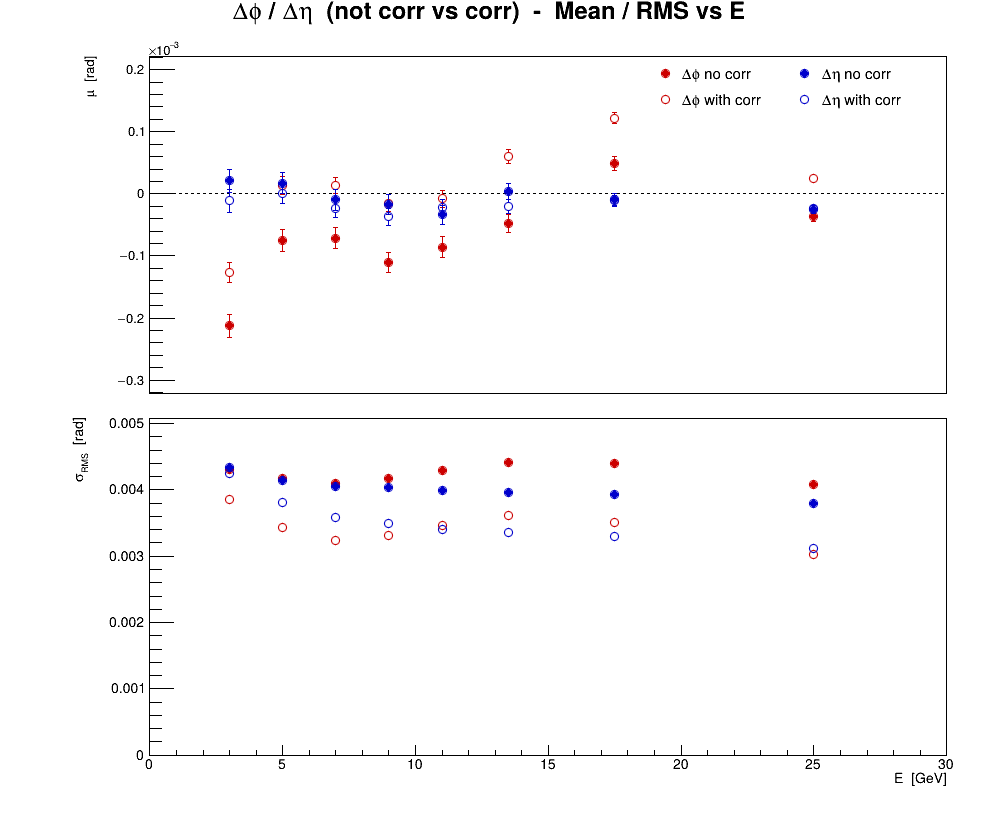 Δϕ / Δη (not corr vs corr) - Mean / RMS vs E
×10⁻³
μ [rad]
0.2
0.1
0
−0.1
−0.2
−0.3
Δϕ no corr
Δη no corr
Δϕ with corr
Δη with corr
σRMS [rad]
0.005
0.004
0.003
0.002
0.001
0
0 5 10 15 20 25 30
E [GeV]